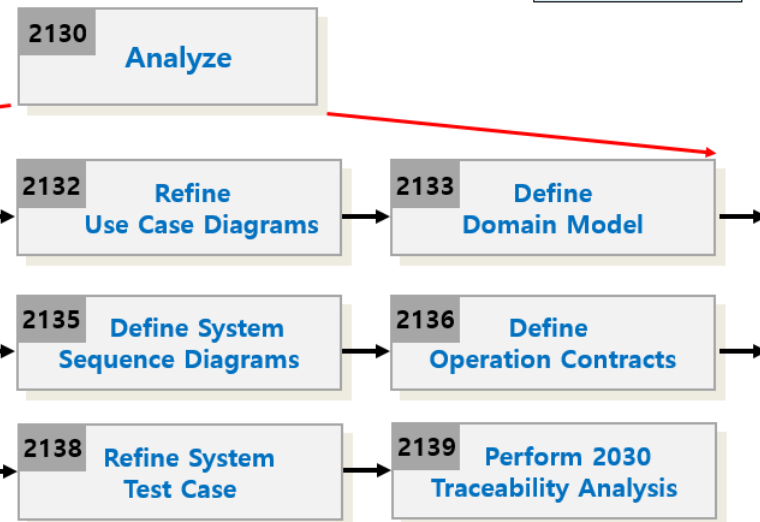 2130
Analyze
2132
Refine
Use Case Diagrams
2133
Define
Domain Model
2135
Define System
Sequence Diagrams
2136
Define
Operation Contracts
2138
Refine System
Test Case
2139
Perform 2030
Traceability Analysis